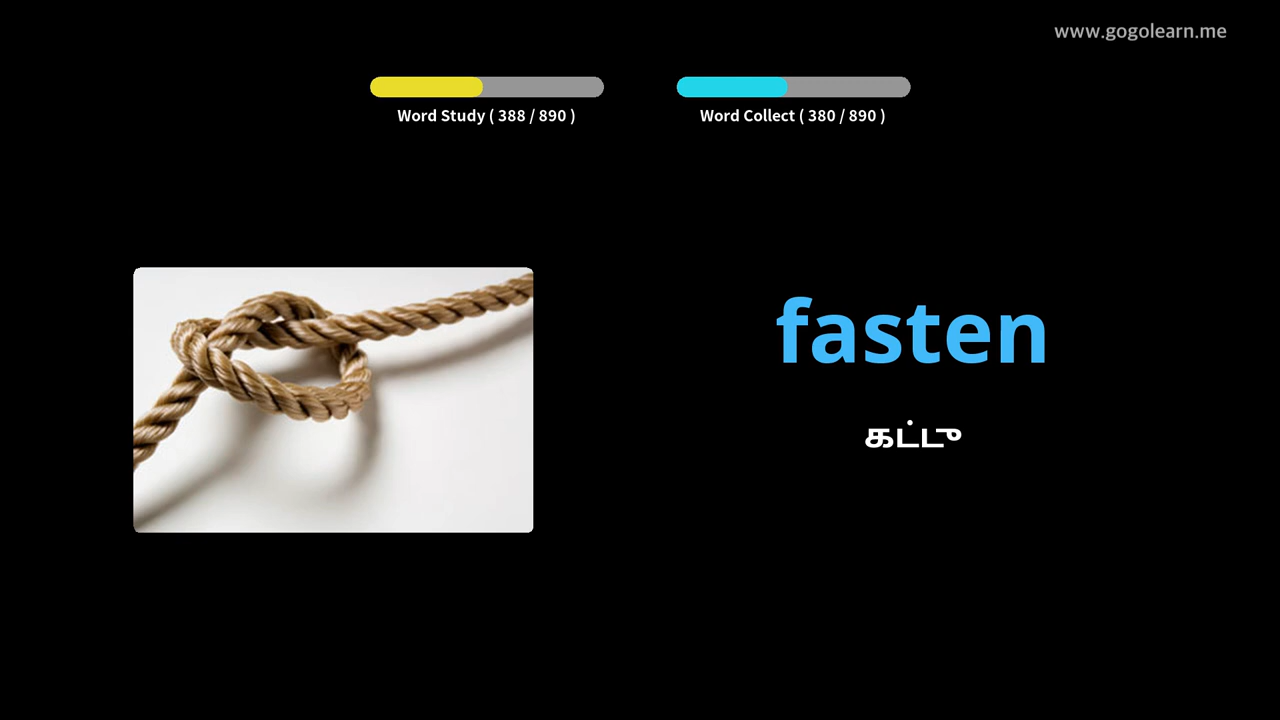 www.gogolearn.me
Word Study ( 388 / 890 )
Word Collect ( 380 / 890 )
fasten
கட்டு